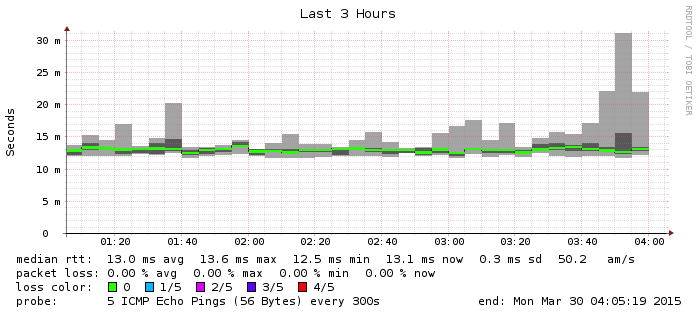 Last 3 Hours
RRDTOOL / TOBI OETIKER
Seconds
30 m
25 m
20 m
15 m
10 m
5 m
0
01:20 01:40 02:00 02:20 02:40 03:00 03:20 03:40 04:00
median rtt: 13.0 ms avg 13.6 ms max 12.5 ms min 13.1 ms now 0.3 ms sd 50.2 am/s
packet loss: 0.00 % avg 0.00 % max 0.00 % min 0.00 % now
loss color: 0 1/5 2/5 3/5 4/5
probe: 5 ICMP Echo Pings (56 Bytes) every 300s end: Mon Mar 30 04:05:19 2015